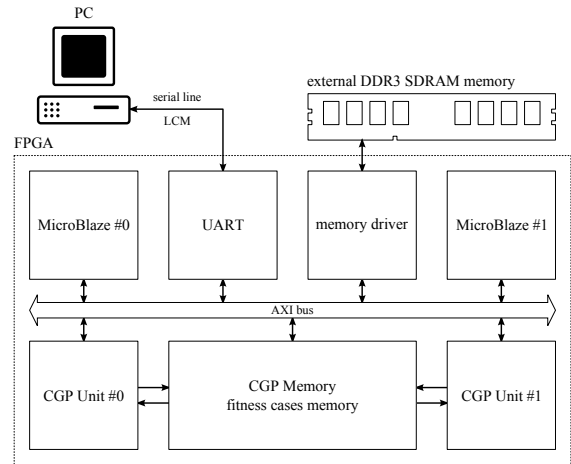 PC
serial line
LCM
external DDR3 SDRAM memory
FPGA
MicroBlaze #0
UART
memory driver
MicroBlaze #1
AXI bus
CGP Unit #0
CGP Memory
fitness cases memory
CGP Unit #1